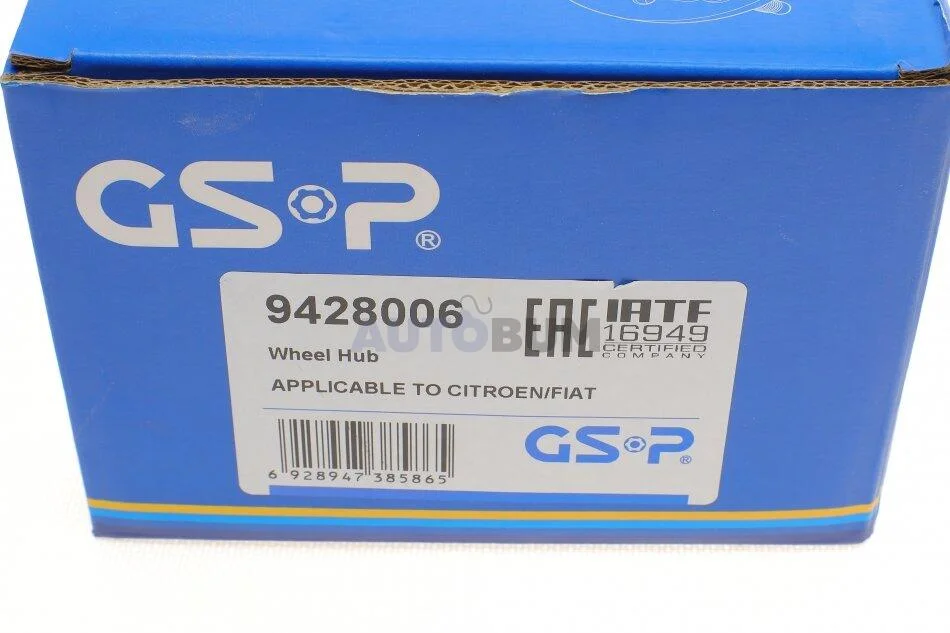 GSP®
9428006
EAC
IATF
16949
CERTIFIED
COMPANY
AUTOBUM
Wheel Hub
APPLICABLE TO CITROEN/FIAT
GSP®
6 928947 385865